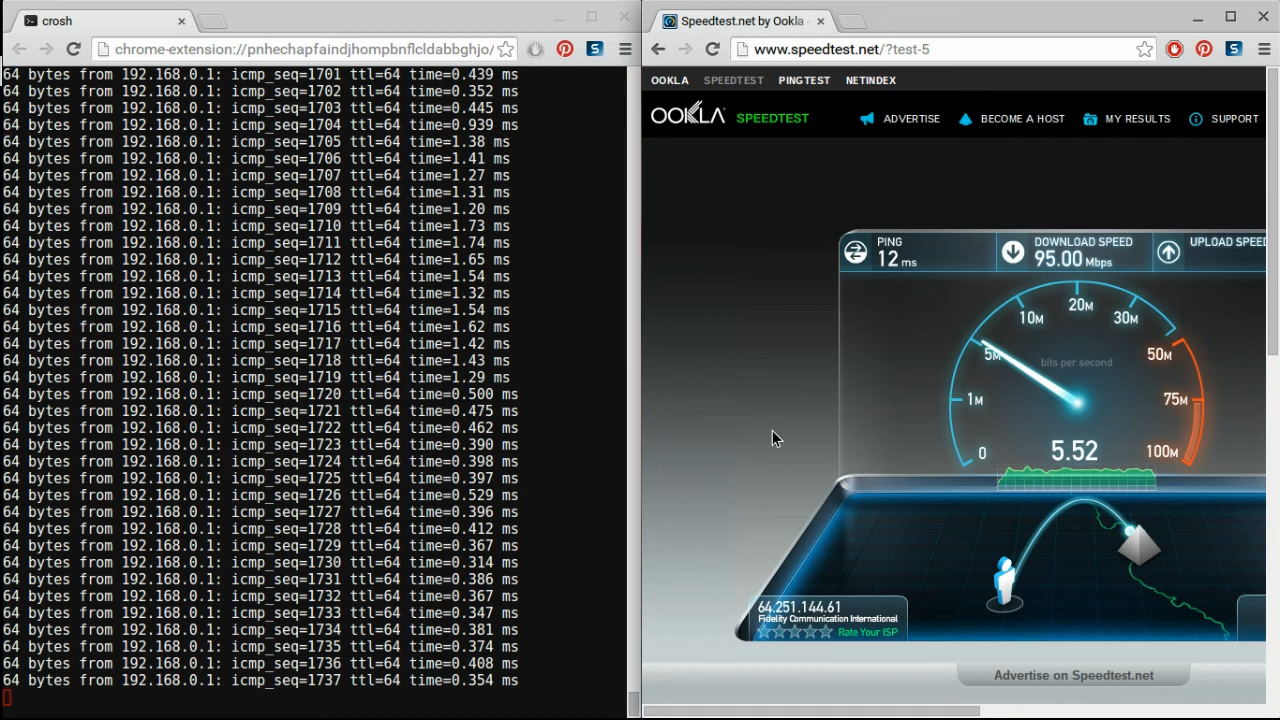 crosh
chrome-extension://pnhechapfaindjhompbnflcldabbghjo/
64 bytes from 192.168.0.1: icmp_seq=1701 ttl=64 time=0.439 ms
64 bytes from 192.168.0.1: icmp_seq=1702 ttl=64 time=0.352 ms
64 bytes from 192.168.0.1: icmp_seq=1703 ttl=64 time=0.445 ms
64 bytes from 192.168.0.1: icmp_seq=1704 ttl=64 time=0.939 ms
64 bytes from 192.168.0.1: icmp_seq=1705 ttl=64 time=1.38 ms
64 bytes from 192.168.0.1: icmp_seq=1706 ttl=64 time=1.41 ms
64 bytes from 192.168.0.1: icmp_seq=1707 ttl=64 time=1.27 ms
64 bytes from 192.168.0.1: icmp_seq=1708 ttl=64 time=1.31 ms
64 bytes from 192.168.0.1: icmp_seq=1709 ttl=64 time=1.20 ms
64 bytes from 192.168.0.1: icmp_seq=1710 ttl=64 time=1.73 ms
64 bytes from 192.168.0.1: icmp_seq=1711 ttl=64 time=1.74 ms
64 bytes from 192.168.0.1: icmp_seq=1712 ttl=64 time=1.65 ms
64 bytes from 192.168.0.1: icmp_seq=1713 ttl=64 time=1.54 ms
64 bytes from 192.168.0.1: icmp_seq=1714 ttl=64 time=1.32 ms
64 bytes from 192.168.0.1: icmp_seq=1715 ttl=64 time=1.54 ms
64 bytes from 192.168.0.1: icmp_seq=1716 ttl=64 time=1.62 ms
64 bytes from 192.168.0.1: icmp_seq=1717 ttl=64 time=1.42 ms
64 bytes from 192.168.0.1: icmp_seq=1718 ttl=64 time=1.43 ms
64 bytes from 192.168.0.1: icmp_seq=1719 ttl=64 time=1.29 ms
64 bytes from 192.168.0.1: icmp_seq=1720 ttl=64 time=0.500 ms
64 bytes from 192.168.0.1: icmp_seq=1721 ttl=64 time=0.475 ms
64 bytes from 192.168.0.1: icmp_seq=1722 ttl=64 time=0.462 ms
64 bytes from 192.168.0.1: icmp_seq=1723 ttl=64 time=0.390 ms
64 bytes from 192.168.0.1: icmp_seq=1724 ttl=64 time=0.398 ms
64 bytes from 192.168.0.1: icmp_seq=1725 ttl=64 time=0.397 ms
64 bytes from 192.168.0.1: icmp_seq=1726 ttl=64 time=0.529 ms
64 bytes from 192.168.0.1: icmp_seq=1727 ttl=64 time=0.396 ms
64 bytes from 192.168.0.1: icmp_seq=1728 ttl=64 time=0.412 ms
64 bytes from 192.168.0.1: icmp_seq=1729 ttl=64 time=0.367 ms
64 bytes from 192.168.0.1: icmp_seq=1730 ttl=64 time=0.314 ms
64 bytes from 192.168.0.1: icmp_seq=1731 ttl=64 time=0.386 ms
64 bytes from 192.168.0.1: icmp_seq=1732 ttl=64 time=0.367 ms
64 bytes from 192.168.0.1: icmp_seq=1733 ttl=64 time=0.347 ms
64 bytes from 192.168.0.1: icmp_seq=1734 ttl=64 time=0.381 ms
64 bytes from 192.168.0.1: icmp_seq=1735 ttl=64 time=0.374 ms
64 bytes from 192.168.0.1: icmp_seq=1736 ttl=64 time=0.408 ms
64 bytes from 192.168.0.1: icmp_seq=1737 ttl=64 time=0.354 ms
Speedtest.net by Ookla -
www.speedtest.net/?test-5
OOKLA SPEEDTEST PINGTEST NETINDEX
OOKLA SPEEDTEST ADVERTISE BECOME A HOST MY RESULTS SUPPORT
PING DOWNLOAD SPEED UPLOAD SPEED
12 ms 95.00 Mbps
20M
10M 30M
5M 50M
bits per second
1M 75M
0 5.52 100M
64.251.144.61
Fidelity Communication International
Rate Your ISP
Advertise on Speedtest.net